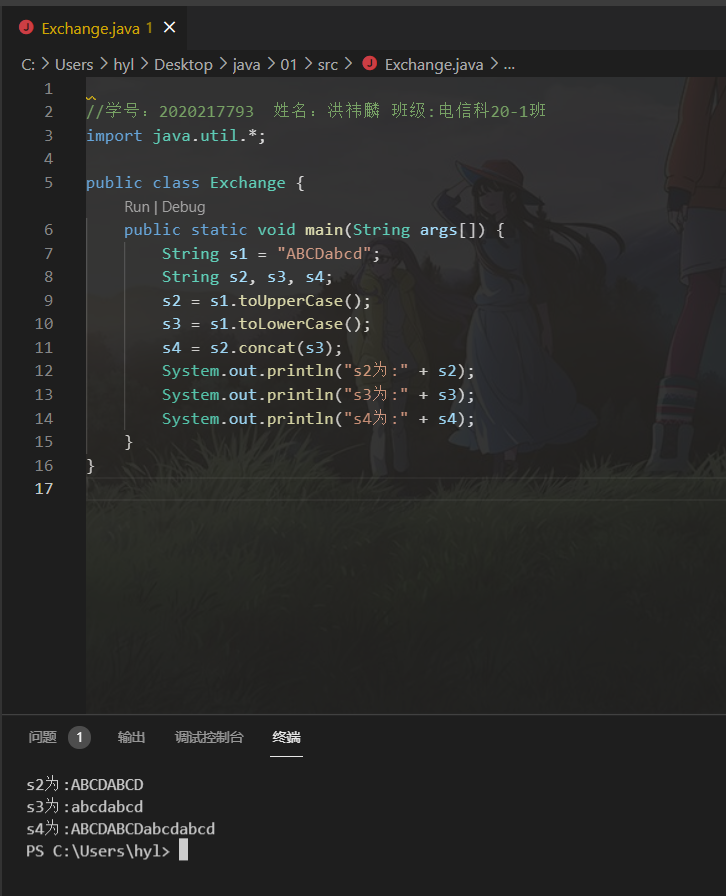 Exchange.java 1
C: > Users > hyl > Desktop > java > 01 > src > Exchange.java > ...
1
2 //学号：2020217793  姓名：洪祎麟 班级:电信科20-1班
3 import java.util.*;
4
5 public class Exchange {
Run | Debug
6 public static void main(String args[]) {
7 String s1 = "ABCDabcd";
8 String s2, s3, s4;
9 s2 = s1.toUpperCase();
10 s3 = s1.toLowerCase();
11 s4 = s2.concat(s3);
12 System.out.println("s2为:" + s2);
13 System.out.println("s3为:" + s3);
14 System.out.println("s4为:" + s4);
15 }
16 }
17
问题 1 输出 调试控制台 终端
s2为:ABCDABCD
s3为:abcdabcd
s4为:ABCDABCDabcdabcd
PS C:\Users\hyl>